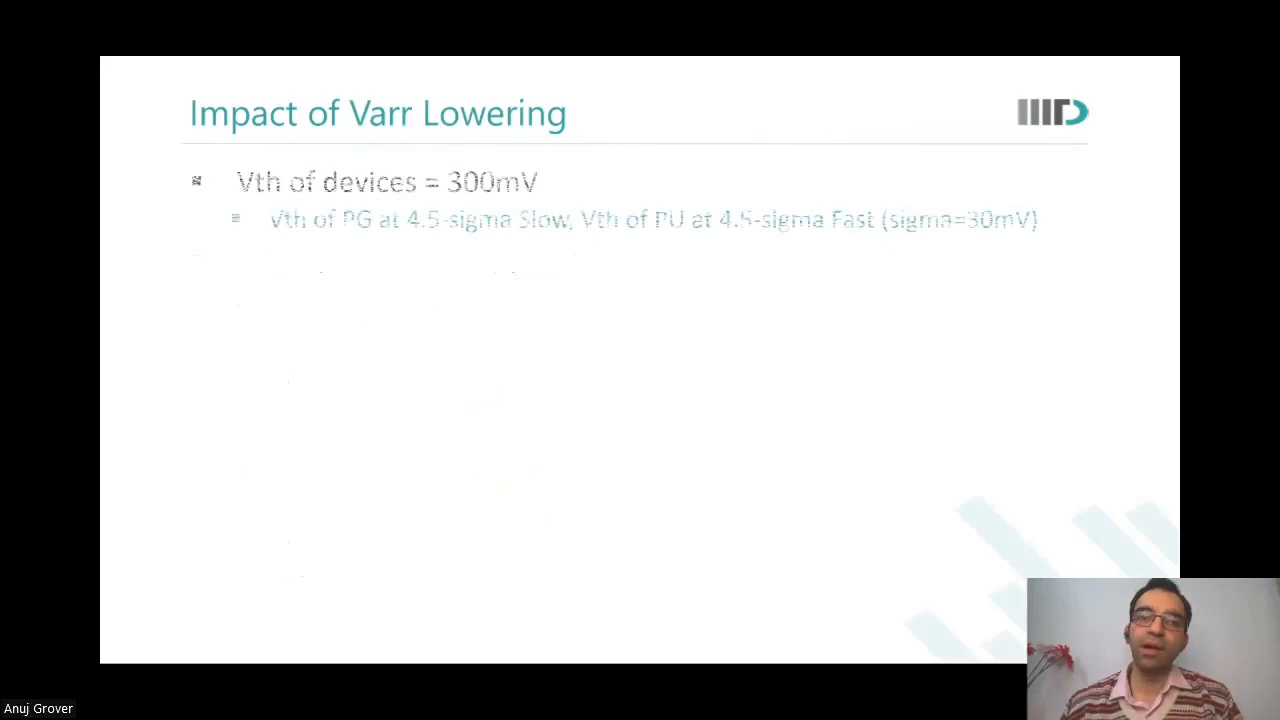 Impact of Varr Lowering
IIITD
Vth of devices = 300mV
Vth of PG at 4.5-sigma Slow, Vth of PU at 4.5-sigma Fast (sigma=30mV)
Anuj Grover